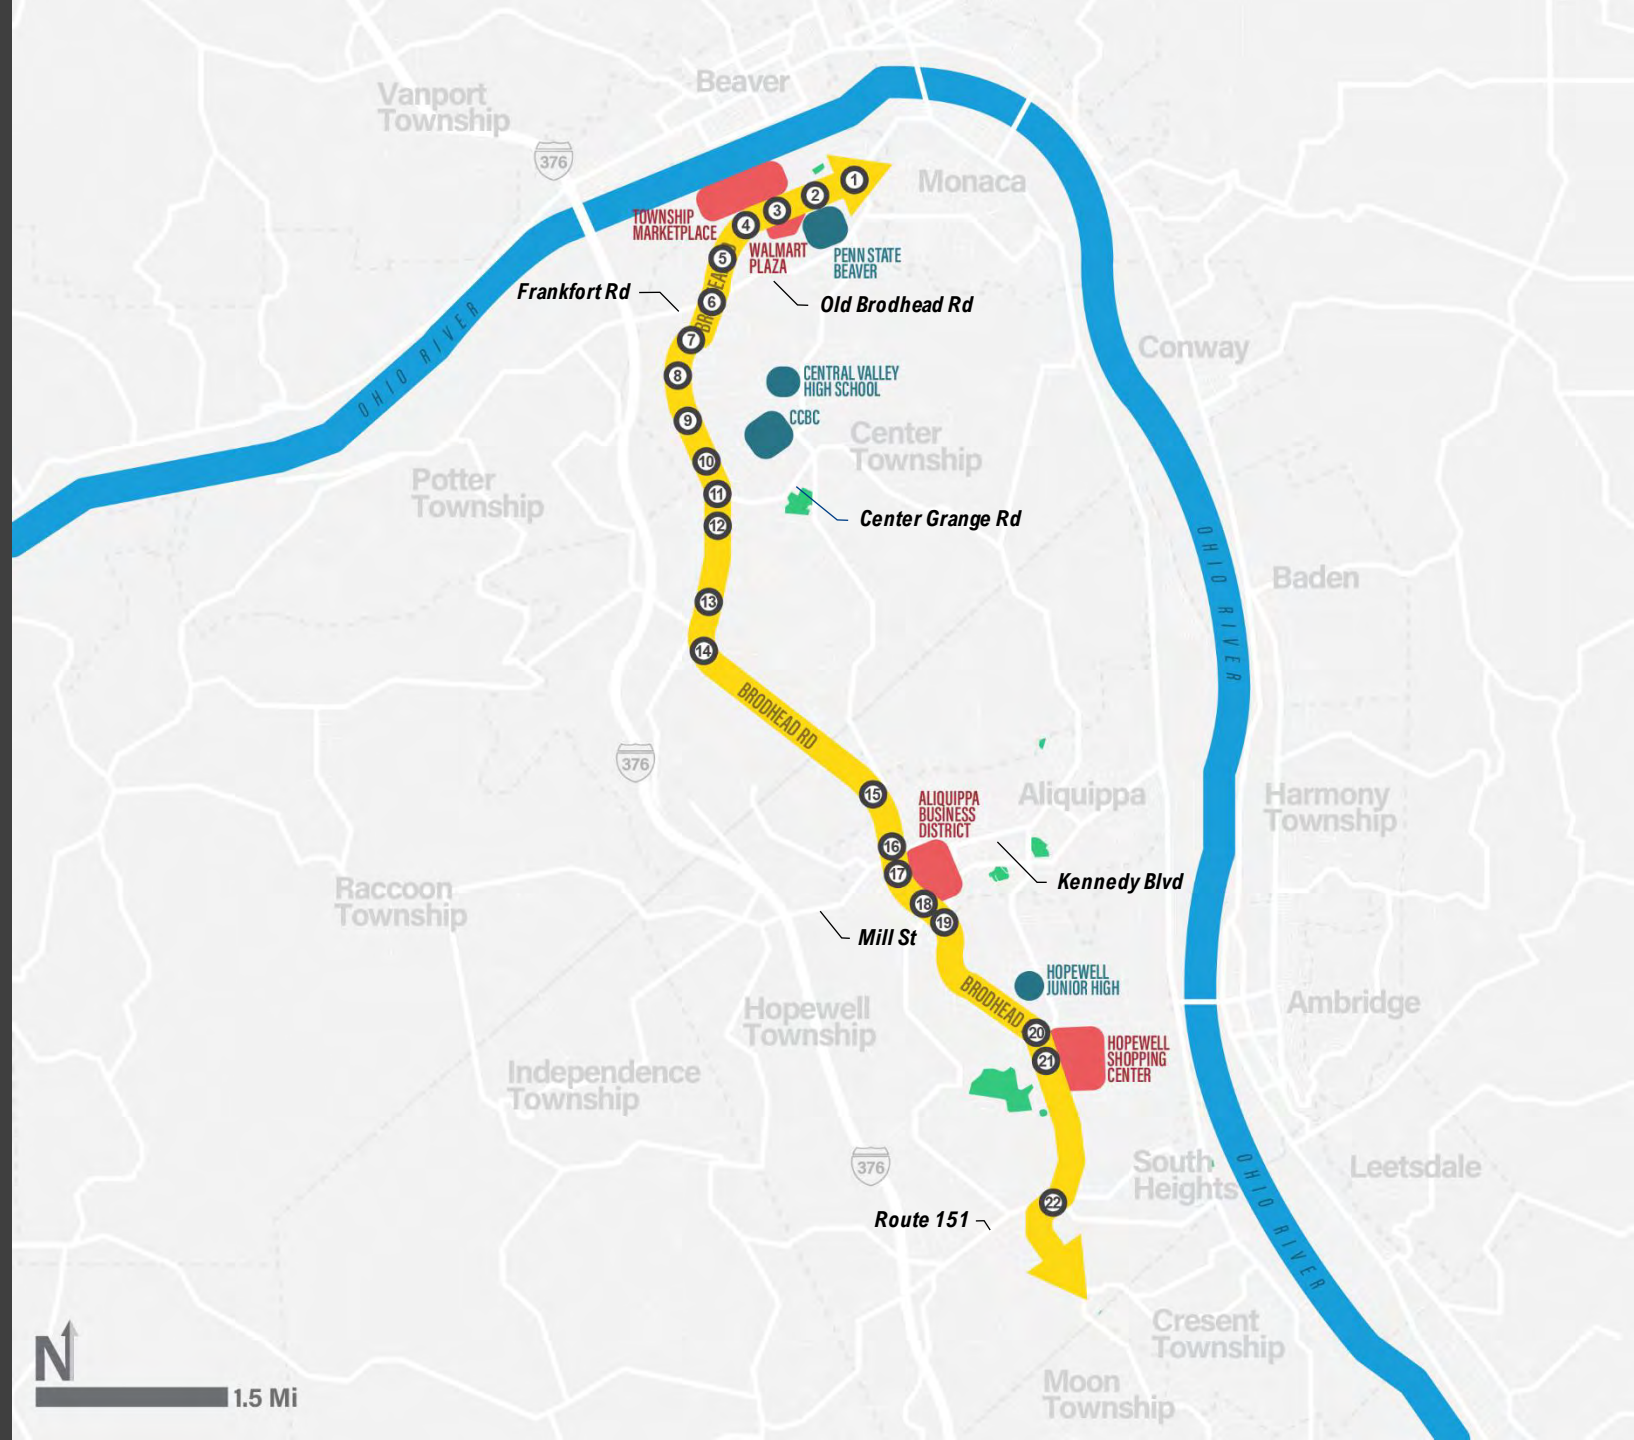 Beaver
Vanport
Township
376
Monaca
1
2
3
4
5
6
7
8
9
10
11
12
13
14
15
16
17
18
19
20
21
22
TOWNSHIP
MARKETPLACE
WALMART
PLAZA
PENN STATE
BEAVER
Frankfort Rd
Old Brodhead Rd
OHIO RIVER
Conway
CENTRAL VALLEY
HIGH SCHOOL
CCBC
Center
Township
Potter
Township
Center Grange Rd
OHIO RIVER
Baden
BRODHEAD RD
376
ALIQUIPPA
BUSINESS
DISTRICT
Aliquippa
Harmony
Township
Kennedy Blvd
Raccoon
Township
Mill St
HOPEWELL
JUNIOR HIGH
BRODHEAD
Hopewell
Township
Ambridge
HOPEWELL
SHOPPING
CENTER
Independence
Township
376
South
Heights
Leetsdale
OHIO RIVER
Route 151
Cresent
Township
Moon
Township
N
1.5 Mi